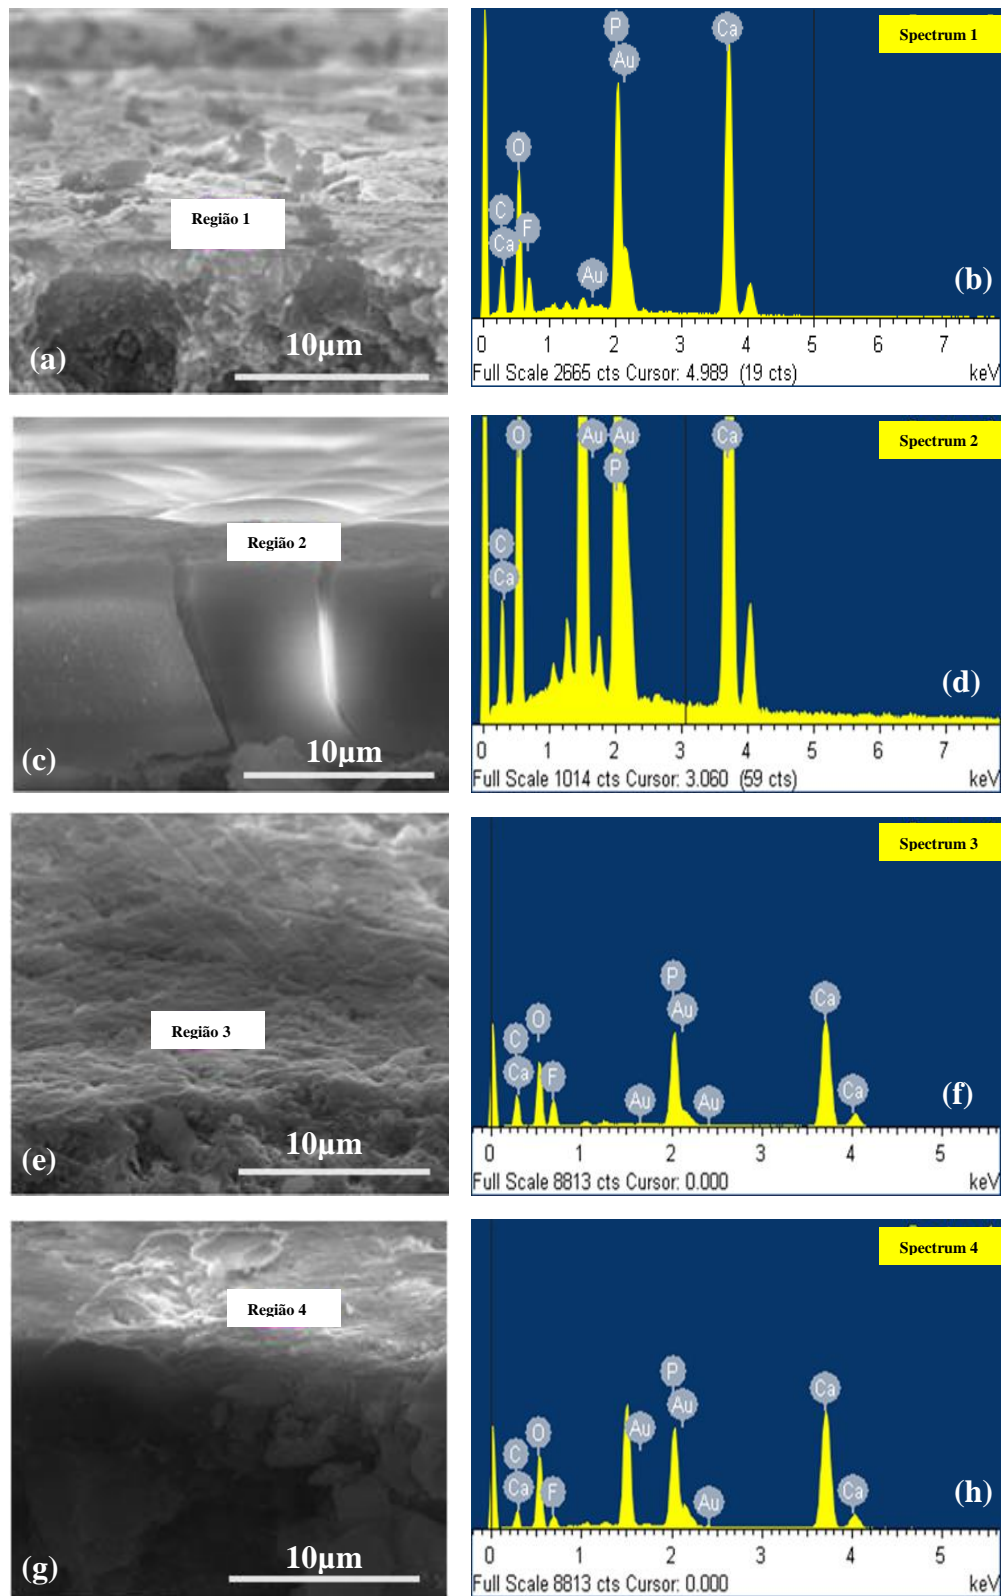 Região 1
10µm
(a)
Spectrum 1
P
Au
Ca
O
C
F
Ca
Au
(b)
0 1 2 3 4 5 6 7
Full Scale 2665 cts Cursor: 4.989 (19 cts) keV
Região 2
10µm
(c)
Spectrum 2
O
Au
Au
Ca
P
C
Ca
(d)
0 1 2 3 4 5 6 7
Full Scale 1014 cts Cursor: 3.060 (59 cts) keV
Região 3
10µm
(e)
Spectrum 3
P
Au
Ca
O
C
Ca
F
Au
Au
Ca
(f)
0 1 2 3 4 5
Full Scale 8813 cts Cursor: 0.000 keV
Região 4
10µm
(g)
Spectrum 4
P
Ca
Au
O
Au
C
Ca
F
Au
Ca
(h)
0 1 2 3 4 5
Full Scale 8813 cts Cursor: 0.000 keV